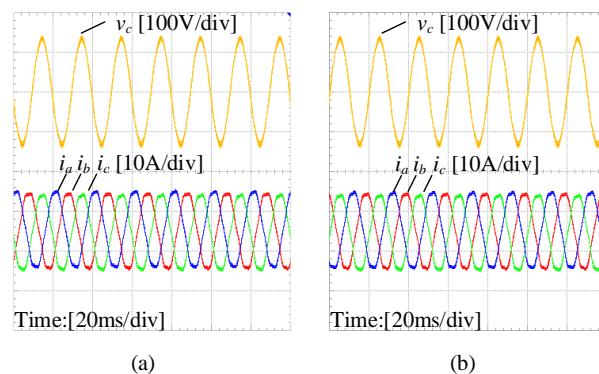 v_c [100V/div]
i_a i_b i_c [10A/div]
Time:[20ms/div]
(a)
v_c [100V/div]
i_a i_b i_c [10A/div]
Time:[20ms/div]
(b)